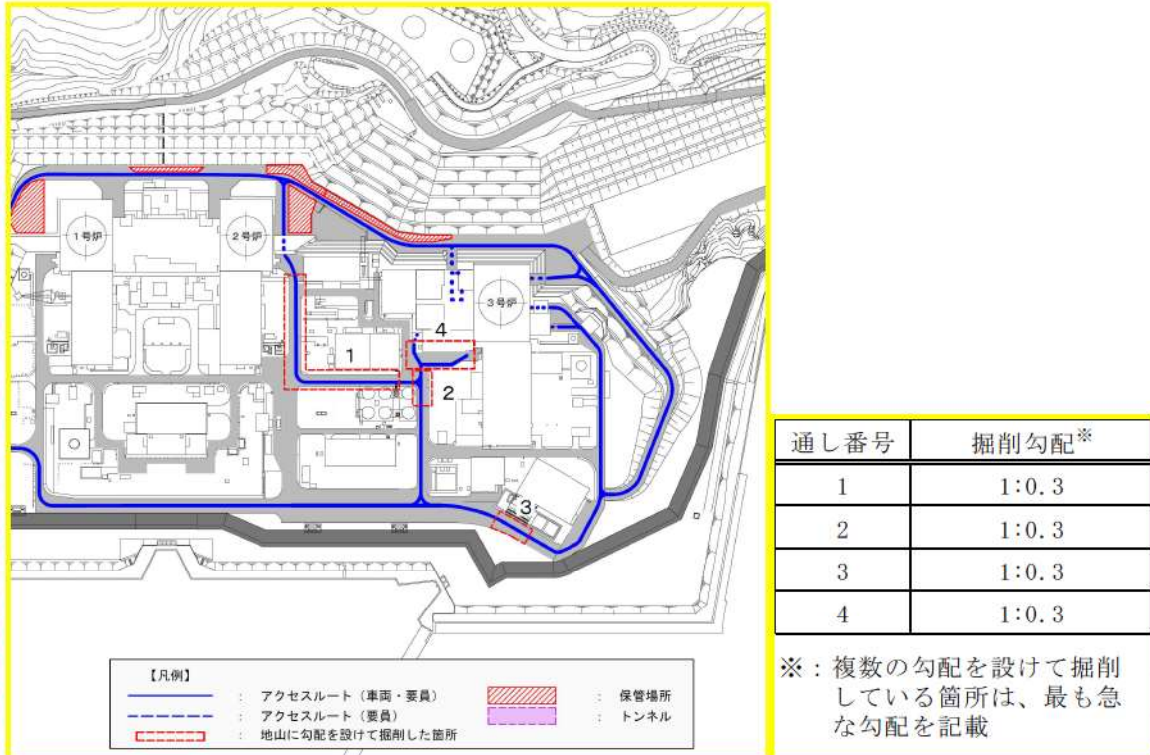 1号炉
2号炉
3号炉
4
1
2
3
【凡例】
： アクセスルート（車両・要員）
： アクセスルート（要員）
： 地山に勾配を設けて掘削した箇所
： 保管場所
： トンネル
通し番号 掘削勾配※
1 1:0.3
2 1:0.3
3 1:0.3
4 1:0.3
※：複数の勾配を設けて掘削
している箇所は、最も急
な勾配を記載